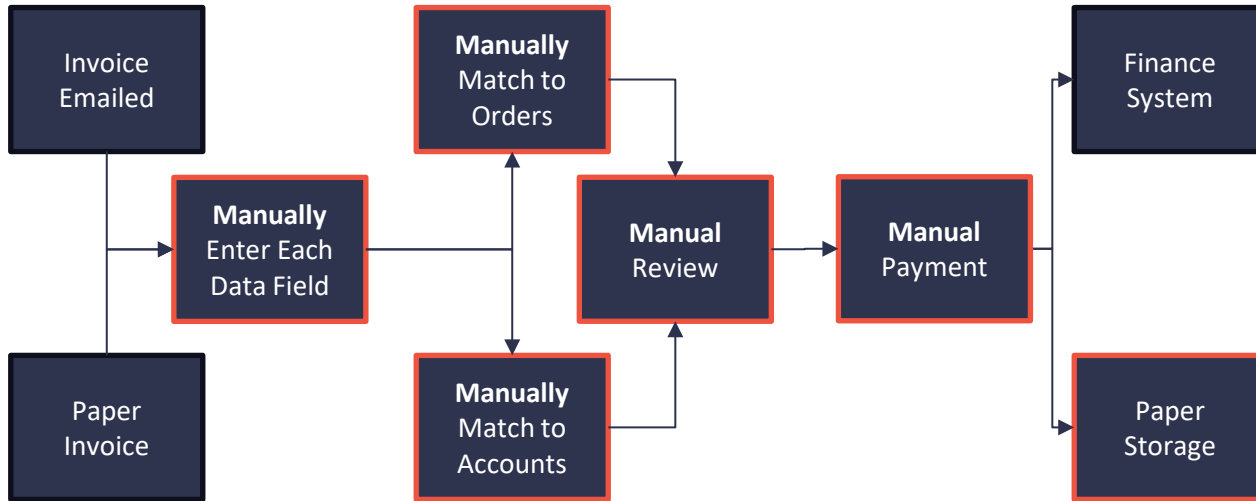 Invoice
Emailed
Paper
Invoice
Manually
Enter Each
Data Field
Manually
Match to
Orders
Manually
Match to
Accounts
Manual
Review
Manual
Payment
Finance
System
Paper
Storage